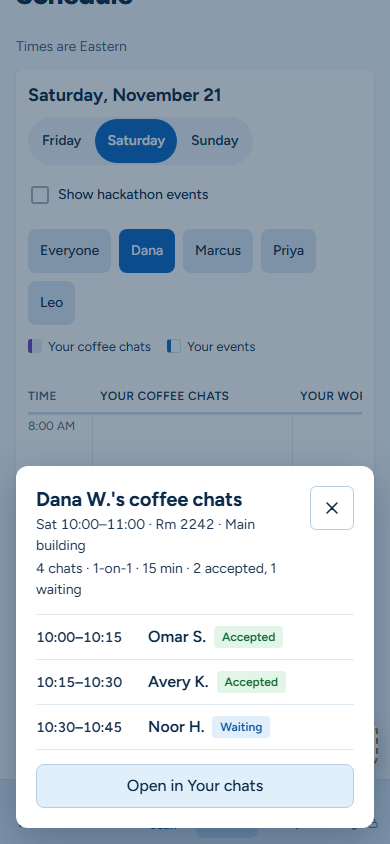 Schedule
Times are Eastern
Saturday, November 21
Friday Saturday Sunday
Show hackathon events
Everyone Dana Marcus Priya
Leo
Your coffee chats Your events
TIME YOUR COFFEE CHATS YOUR
8:00 AM
Dana W.'s coffee chats
Sat 10:00–11:00 · Rm 2242 · Main
building
4 chats · 1-on-1 · 15 min · 2 accepted, 1
waiting
10:00–10:15 Omar S. Accepted
10:15–10:30 Avery K. Accepted
10:30–10:45 Noor H. Waiting
Open in Your chats